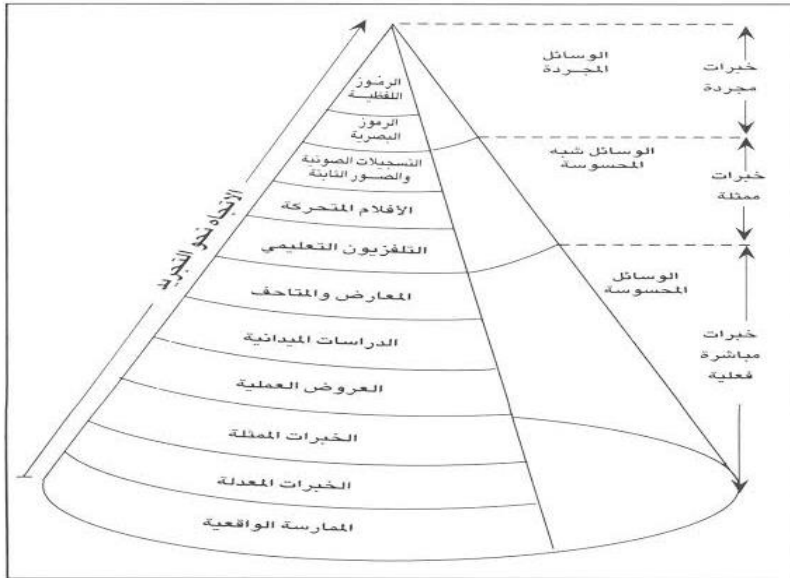 الوسائل
المجردة
خبرات
مجردة
الرموز
اللفظيـــة
الرموز
البصرية
الوسائل شبه
المحسوسة
خبرات
ممثلة
التسجيلات الصوتية
والصور الثابتة
الأفلام المتحركة
التلفزيون التعليمي
الوسائل
المحسوسة
المعارض والمتاحف
خبرات
مباشرة
فعلية
الدراسات الميدانية
العروض العملية
الخبرات الممثلة
الخبرات المعدلة
الممارسة الواقعية
الاتجاه نحو التجريد